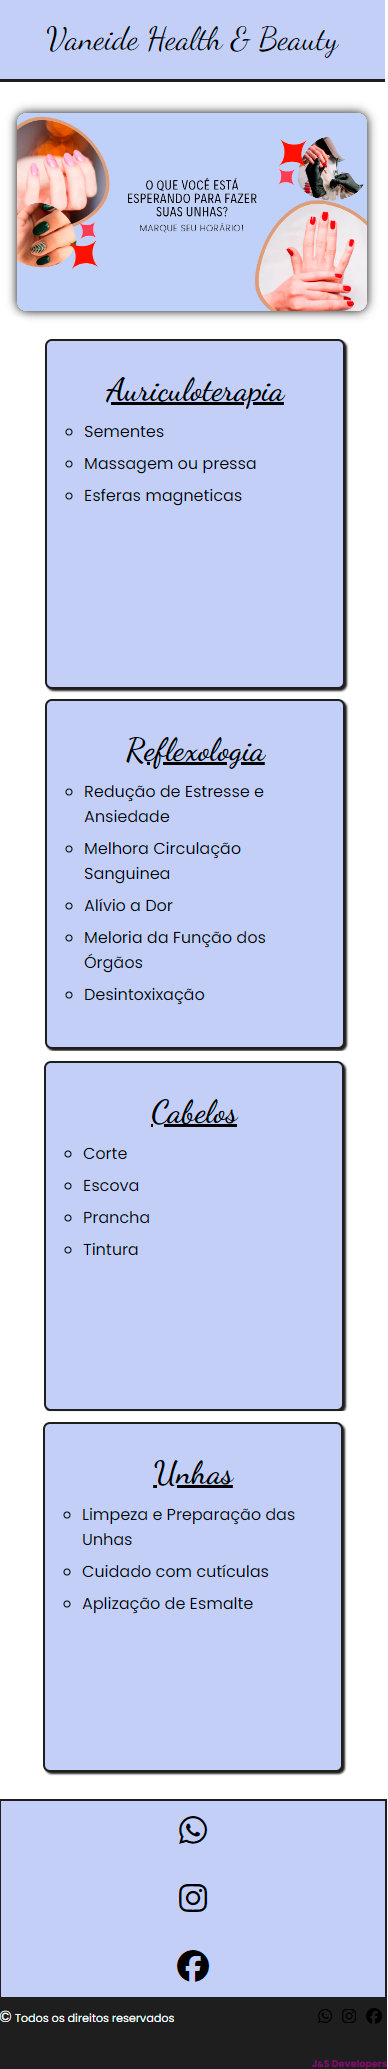 Vaneide Health & Beauty
O QUE VOCÊ ESTÁ
ESPERANDO PARA FAZER
SUAS UNHAS?
MARQUE SEU HORÁRIO!
Auriculoterapia
Sementes
Massagem ou pressa
Esferas magneticas
Reflexologia
Redução de Estresse e
Ansiedade
Melhora Circulação
Sanguinea
Alívio a Dor
Meloria da Função dos
Órgãos
Desintoxixação
Cabelos
Corte
Escova
Prancha
Tintura
Unhas
Limpeza e Preparação das
Unhas
Cuidado com cutículas
Aplização de Esmalte
© Todos os direitos reservados
J&S Developers